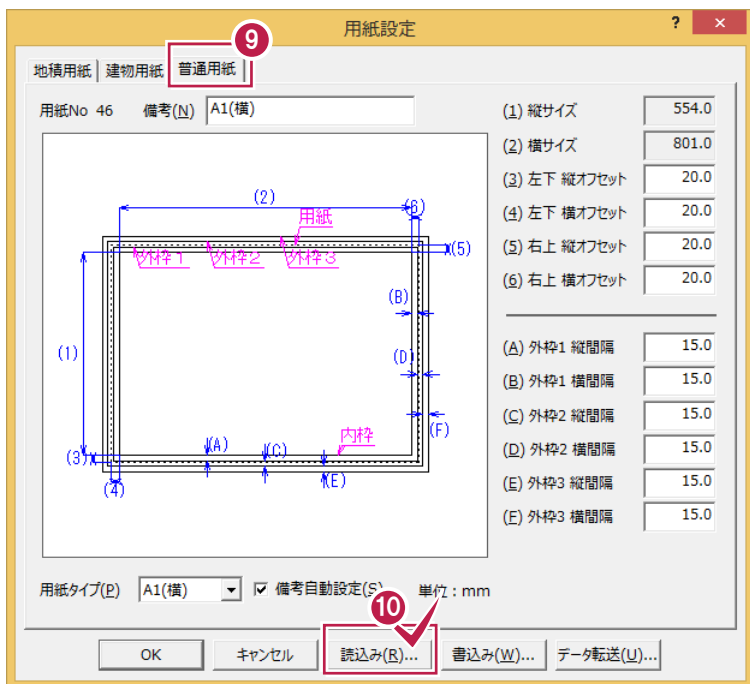 用紙設定
? ×
9
地積用紙 建物用紙 普通用紙
用紙No 46 備考(N) A1(横)
(1) 縦サイズ 554.0
(2) 横サイズ 801.0
(3) 左下 縦オフセット 20.0
(4) 左下 横オフセット 20.0
(5) 右上 縦オフセット 20.0
(6) 右上 横オフセット 20.0
(A) 外枠1 縦間隔 15.0
(B) 外枠1 横間隔 15.0
(C) 外枠2 縦間隔 15.0
(D) 外枠2 横間隔 15.0
(E) 外枠3 縦間隔 15.0
(F) 外枠3 横間隔 15.0
(2)
(6)
用紙
外枠1 外枠2 外枠3
(5)
(B)
(1)
(D)
(F)
内枠
(A)
(C)
(3)
(E)
(4)
用紙タイプ(P) A1(横) 備考自動設定(S) 単位:mm
10
OK キャンセル 読込み(R)... 書込み(W)... データ転送(U)...